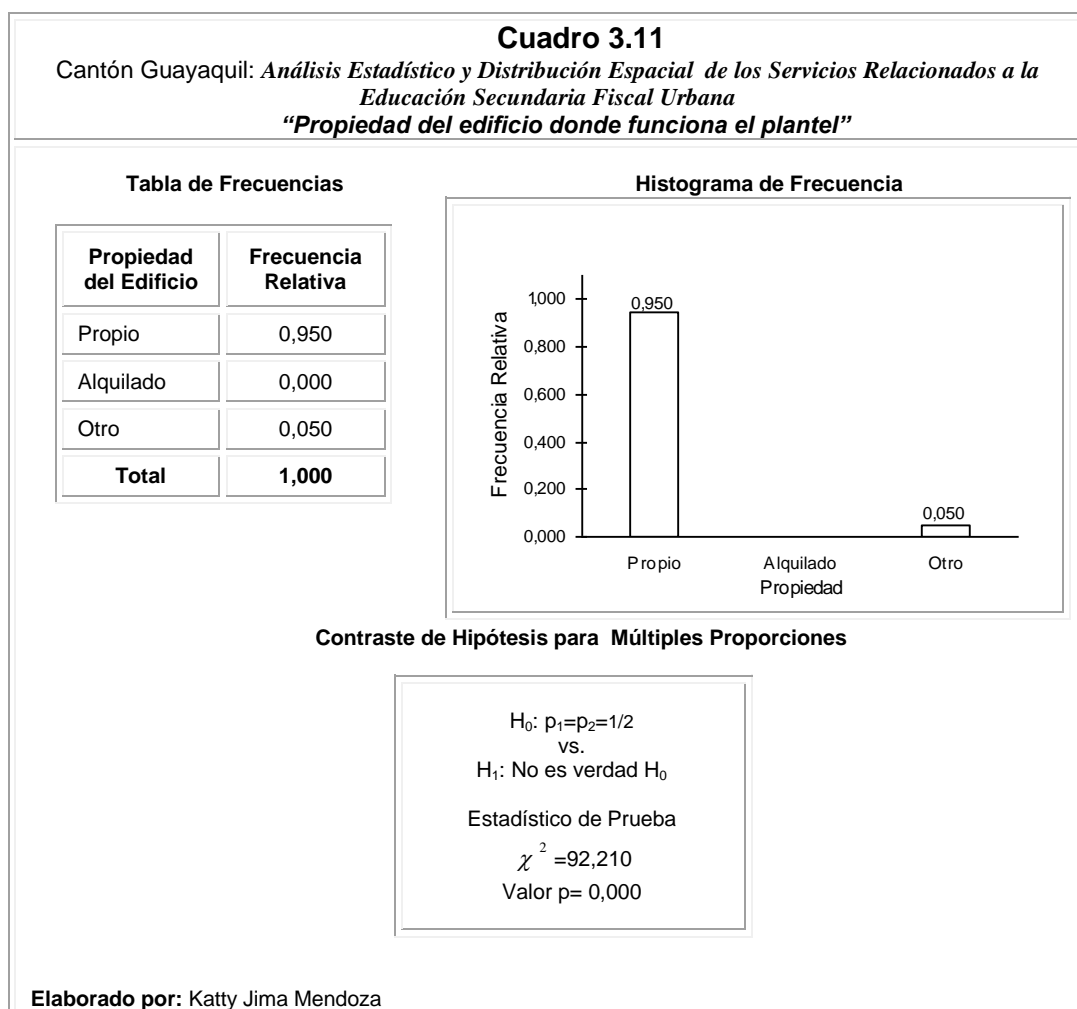 Cuadro 3.11
Cantón Guayaquil: Análisis Estadístico y Distribución Espacial de los Servicios Relacionados a la
Educación Secundaria Fiscal Urbana
“Propiedad del edificio donde funciona el plantel”
Tabla de Frecuencias
Propiedad
del Edificio
Frecuencia
Relativa
Propio 0,950
Alquilado 0,000
Otro 0,050
Total 1,000
Histograma de Frecuencia
Frecuencia Relativa
1,000
0,800
0,600
0,400
0,200
0,000
0,950
0,050
Propio Alquilado Otro
Propiedad
Contraste de Hipótesis para Múltiples Proporciones
H₀: p₁=p₂=1/2
vs.
H₁: No es verdad H₀
Estadístico de Prueba
χ² =92,210
Valor p= 0,000
Elaborado por: Katty Jima Mendoza